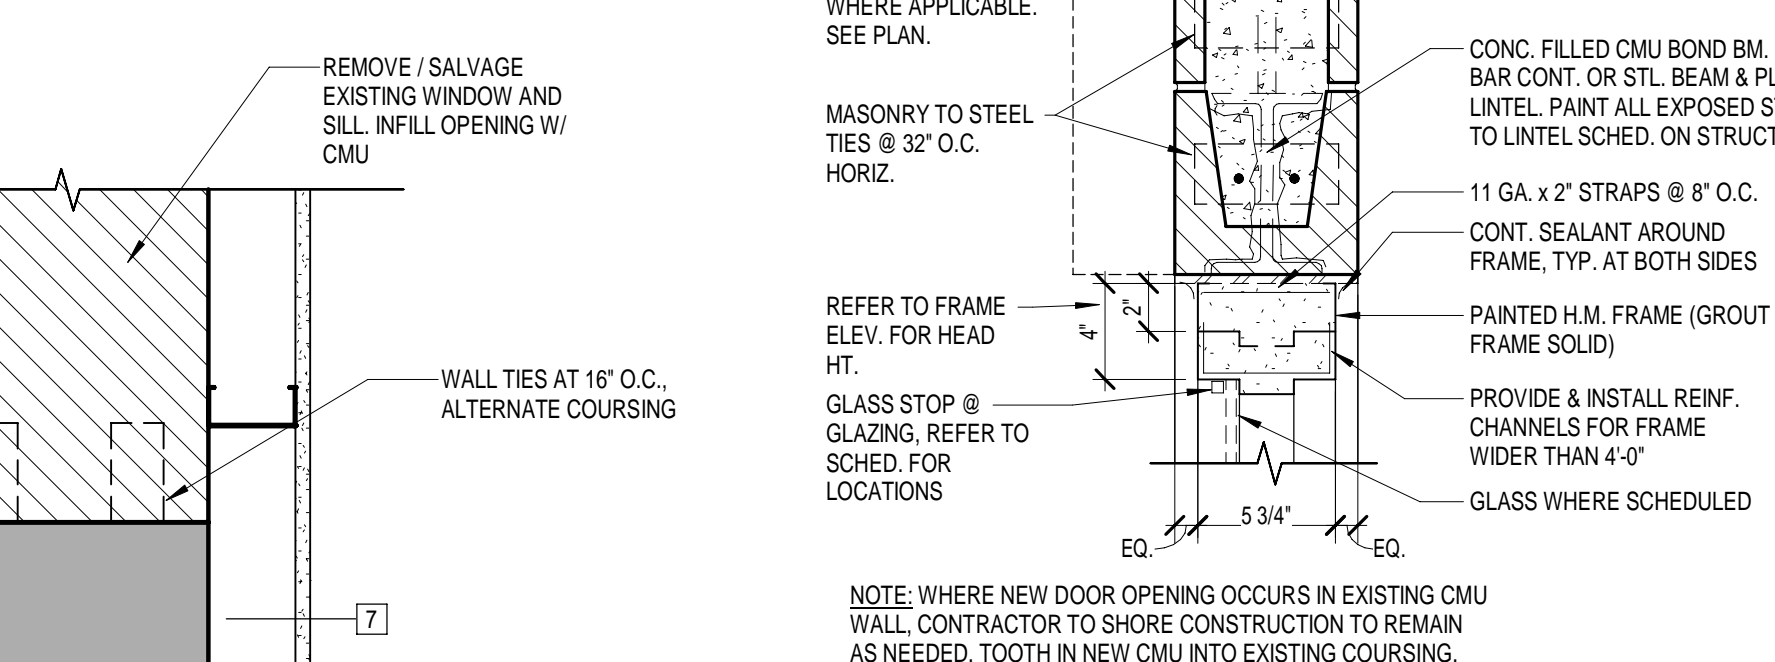 REMOVE / SALVAGE
EXISTING WINDOW AND
SILL. INFILL OPENING W/
CMU
WALL TIES AT 16" O.C.,
ALTERNATE COURSING
7
WHERE APPLICABLE.
SEE PLAN.
MASONRY TO STEEL
TIES @ 32" O.C.
HORIZ.
REFER TO FRAME
ELEV. FOR HEAD
HT.
GLASS STOP @
GLAZING, REFER TO
SCHED. FOR
LOCATIONS
4"
2"
5 3/4"
EQ.
EQ.
CONC. FILLED CMU BOND BM.
BAR CONT. OR STL. BEAM &
LINTEL. PAINT ALL EXPOSED
TO LINTEL SCHED. ON
11 GA. x 2" STRAPS @ 8" O.C.
CONT. SEALANT AROUND
FRAME, TYP. AT BOTH SIDES
PAINTED H.M. FRAME (GROUT
FRAME SOLID)
PROVIDE & INSTALL REINF.
CHANNELS FOR FRAME
WIDER THAN 4'-0"
GLASS WHERE SCHEDULED
NOTE: WHERE NEW DOOR OPENING OCCURS IN EXISTING CMU
WALL, CONTRACTOR TO SHORE CONSTRUCTION TO REMAIN
AS NEEDED. TOOTH IN NEW CMU INTO EXISTING COURSING.